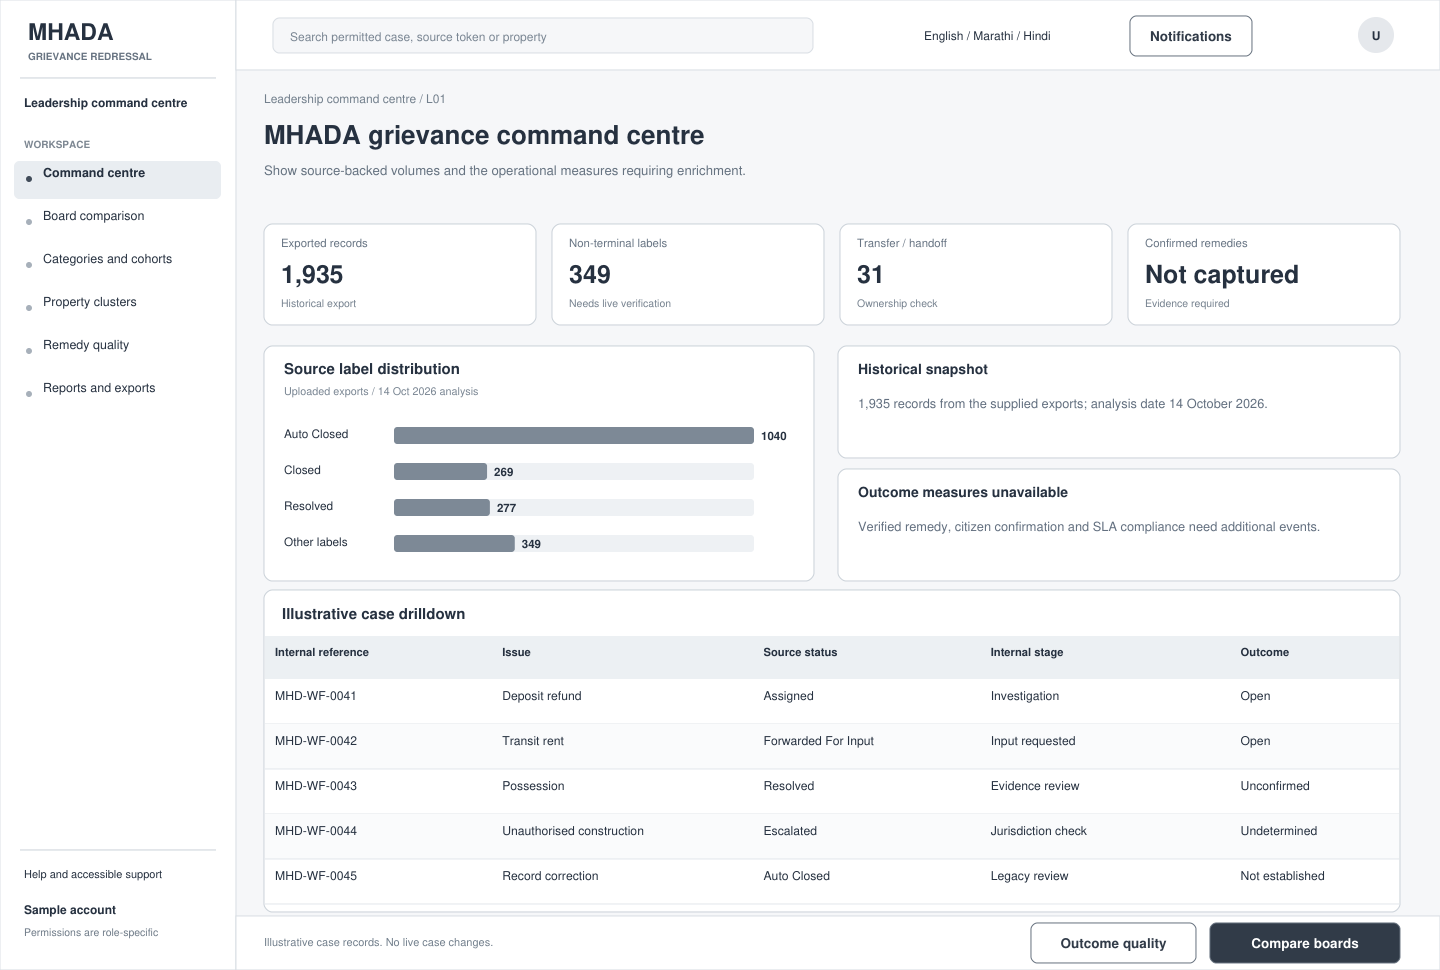 MHADA
GRIEVANCE REDRESSAL
Leadership command centre
WORKSPACE
Command centre
Board comparison
Categories and cohorts
Property clusters
Remedy quality
Reports and exports
Help and accessible support
Sample account
Permissions are role-specific
Search permitted case, source token or property
English / Marathi / Hindi
Notifications
U
Leadership command centre / L01
MHADA grievance command centre
Show source-backed volumes and the operational measures requiring enrichment.
Exported records
1,935
Historical export
Non-terminal labels
349
Needs live verification
Transfer / handoff
31
Ownership check
Confirmed remedies
Not captured
Evidence required
Source label distribution
Uploaded exports / 14 Oct 2026 analysis
Auto Closed 1040
Closed 269
Resolved 277
Other labels 349
Historical snapshot
1,935 records from the supplied exports; analysis date 14 October 2026.
Outcome measures unavailable
Verified remedy, citizen confirmation and SLA compliance need additional events.
Illustrative case drilldown
Internal reference Issue Source status Internal stage Outcome
MHD-WF-0041 Deposit refund Assigned Investigation Open
MHD-WF-0042 Transit rent Forwarded For Input Input requested Open
MHD-WF-0043 Possession Resolved Evidence review Unconfirmed
MHD-WF-0044 Unauthorised construction Escalated Jurisdiction check Undetermined
MHD-WF-0045 Record correction Auto Closed Legacy review Not established
Illustrative case records. No live case changes.
Outcome quality
Compare boards